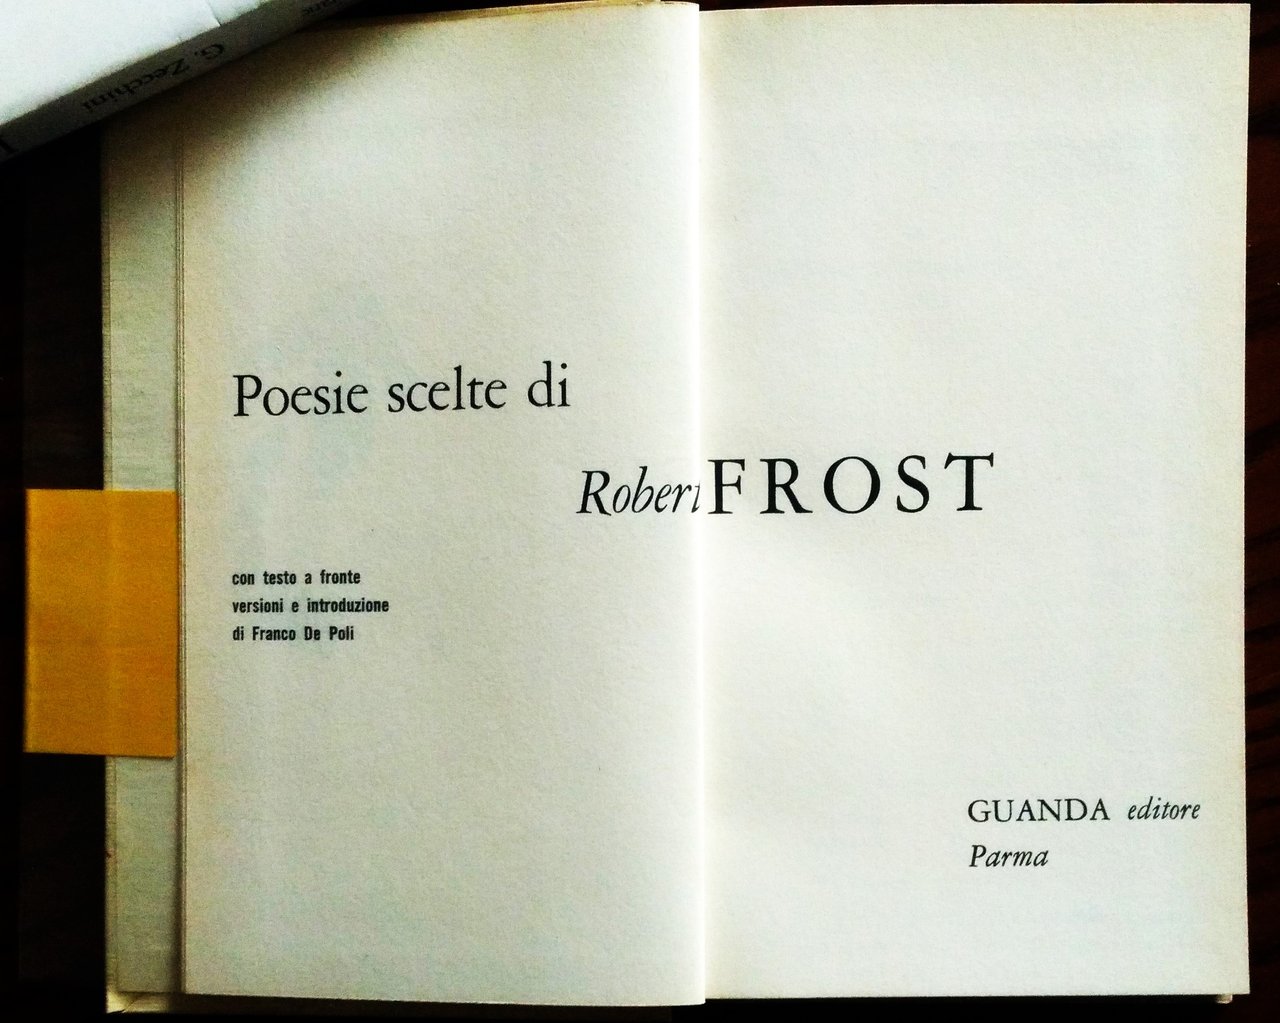 G. Zecchini
Poesie scelte di
Robert FROST
con testo a fronte
versioni e introduzione
di Franco De Poli
GUANDA editore
Parma